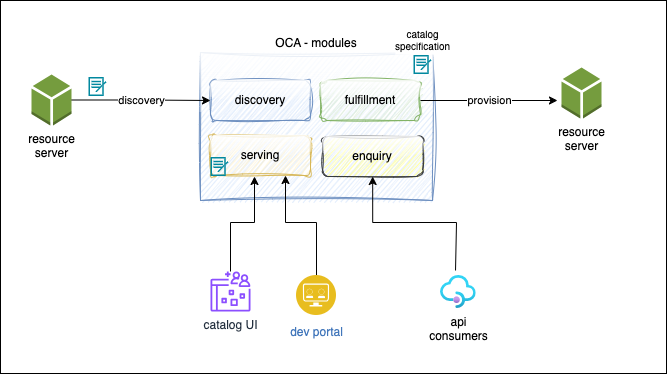 OCA - modules
catalog
specification
discovery
discovery
fulfillment
provision
resource
server
resource
server
serving
enquiry
catalog UI
dev portal
api
consumers